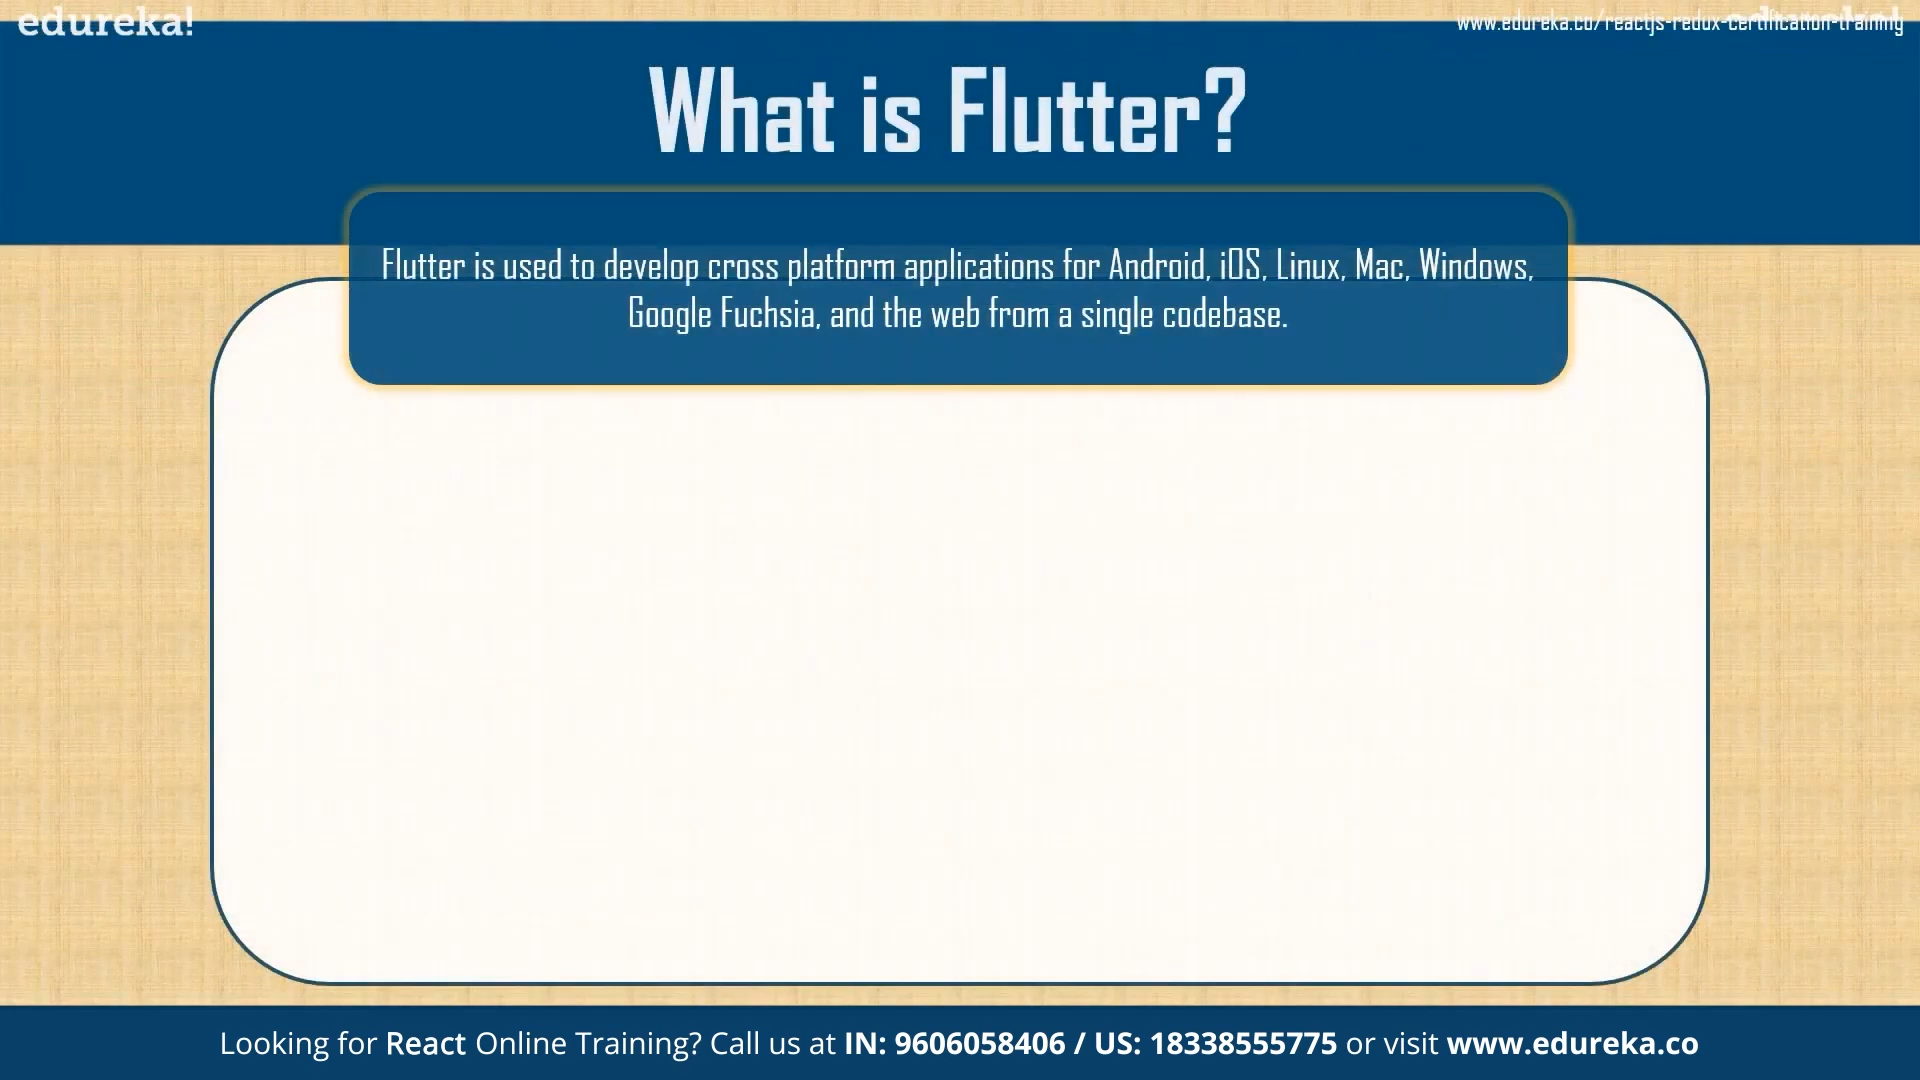 edureka!
www.edureka.co/reactjs-redux-certification-training
What is Flutter?
Flutter is used to develop cross platform applications for Android, iOS, Linux, Mac, Windows,
Google Fuchsia, and the web from a single codebase.
Looking for React Online Training? Call us at IN: 9606058406 / US: 18338555775 or visit www.edureka.co